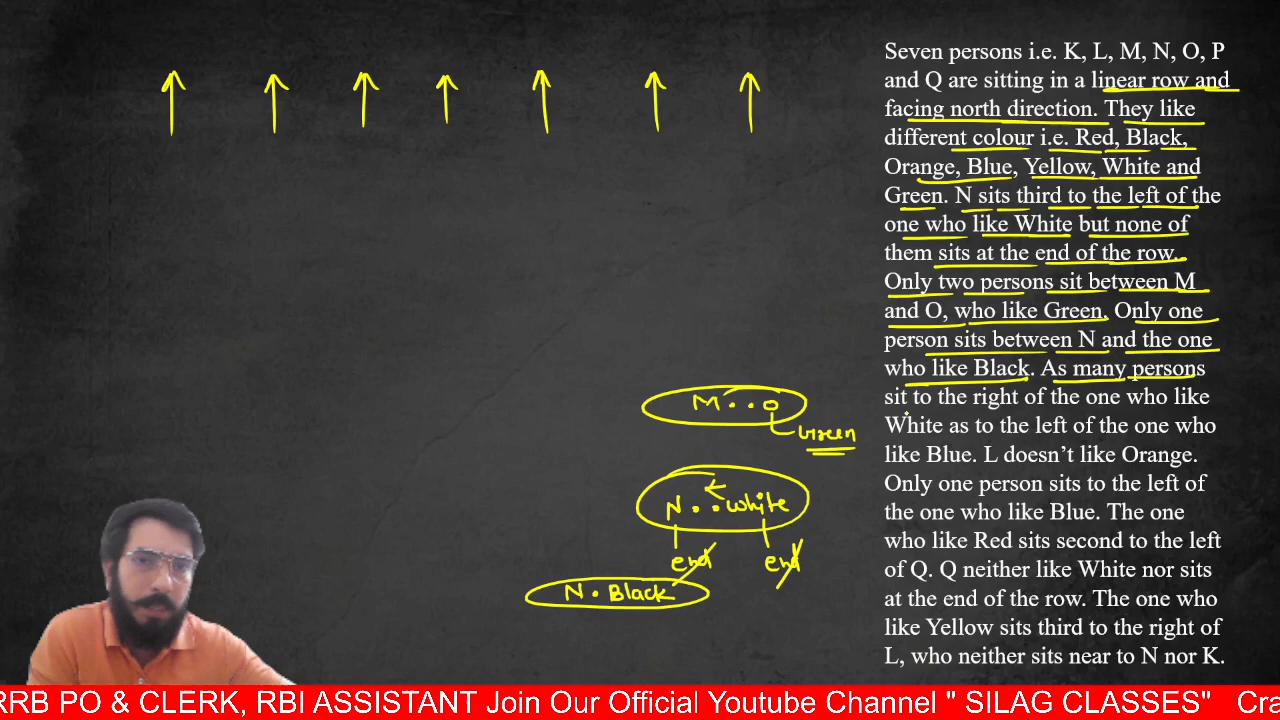 Seven persons i.e. K, L, M, N, O, P
and Q are sitting in a linear row and
facing north direction. They like
different colour i.e. Red, Black,
Orange, Blue, Yellow, White and
Green. N sits third to the left of the
one who like White but none of
them sits at the end of the row.
Only two persons sit between M
and O, who like Green. Only one
person sits between N and the one
who like Black. As many persons
sit to the right of the one who like
White as to the left of the one who
like Blue. L doesn't like Orange.
Only one person sits to the left of
the one who like Blue. The one
who like Red sits second to the left
of Q. Q neither like White nor sits
at the end of the row. The one who
like Yellow sits third to the right of
L, who neither sits near to N nor K.
M • • O
Green
N • • White
end end
N • Black
RRB PO & CLERK, RBI ASSISTANT Join Our Official Youtube Channel " SILAG CLASSES" Cra